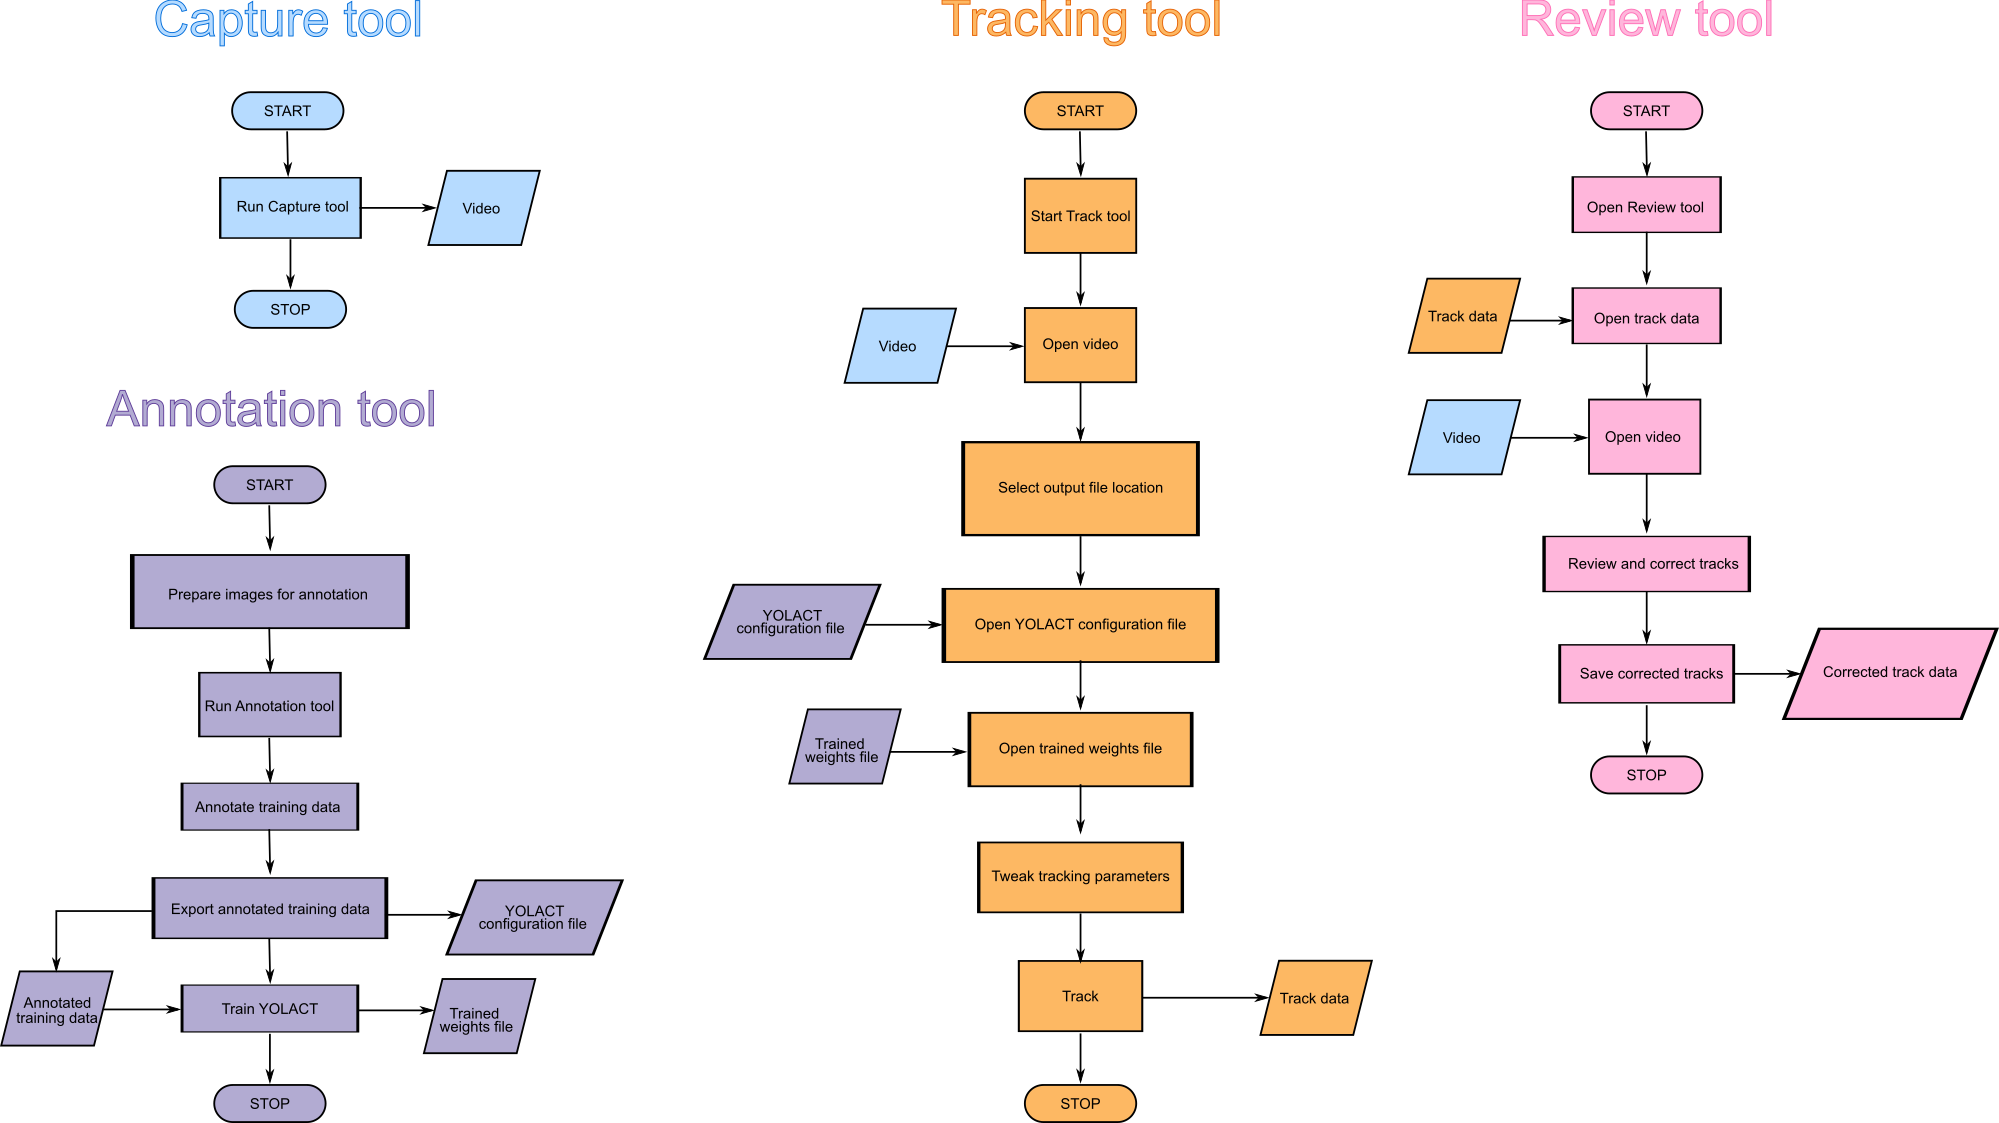 Capture tool
START
Run Capture tool
Video
STOP
Annotation tool
START
Prepare images for annotation
Run Annotation tool
Annotate training data
Export annotated training data
YOLACT
configuration file
Annotated
training data
Train YOLACT
Trained
weights file
STOP
Tracking tool
START
Start Track tool
Video
Open video
Select output file location
YOLACT
configuration file
Open YOLACT configuration file
Trained
weights file
Open trained weights file
Tweak tracking parameters
Track
Track data
STOP
Review tool
START
Open Review tool
Track data
Open track data
Video
Open video
Review and correct tracks
Save corrected tracks
Corrected track data
STOP